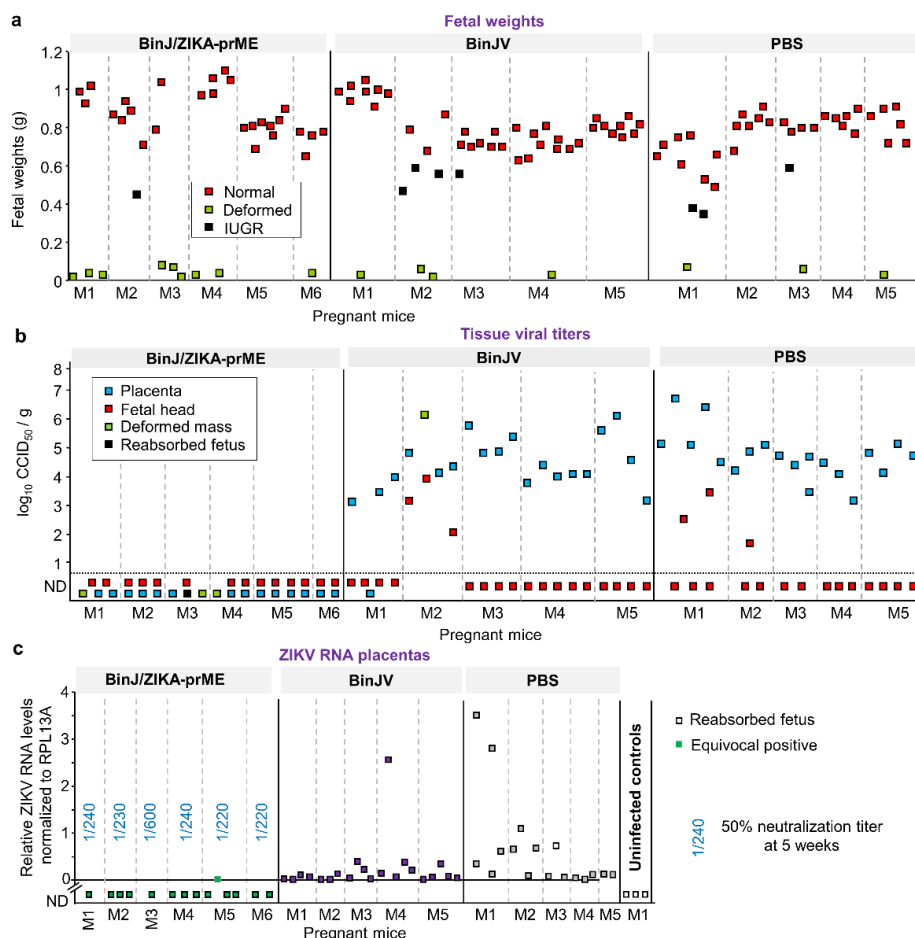 a
Fetal weights
BinJ/ZIKA-prME
BinJV
PBS
Fetal weights (g)
1.2
1
0.8
0.6
0.4
0.2
0
Normal
Deformed
IUGR
M1 M2 M3 M4 M5 M6 M1 M2 M3 M4 M5 M1 M2 M3 M4 M5
Pregnant mice
b
Tissue viral titers
BinJ/ZIKA-prME
BinJV
PBS
log10 CCID50 / g
8
7
6
5
4
3
2
1
ND
Placenta
Fetal head
Deformed mass
Reabsorbed fetus
M1 M2 M3 M4 M5 M6 M1 M2 M3 M4 M5 M1 M2 M3 M4 M5
Pregnant mice
c
ZIKV RNA placentas
BinJ/ZIKA-prME
BinJV
PBS
Relative ZIKV RNA levels
normalized to RPL13A
4
3.5
3
2.5
2
1.5
1
0.5
0
ND
1/240 1/230 1/600 1/240 1/220 1/220
Uninfected controls
M1 M2 M3 M4 M5 M6 M1 M2 M3 M4 M5 M1 M2 M3 M4 M5 M1
Pregnant mice
Reabsorbed fetus
Equivocal positive
1/240
50% neutralization titer
at 5 weeks